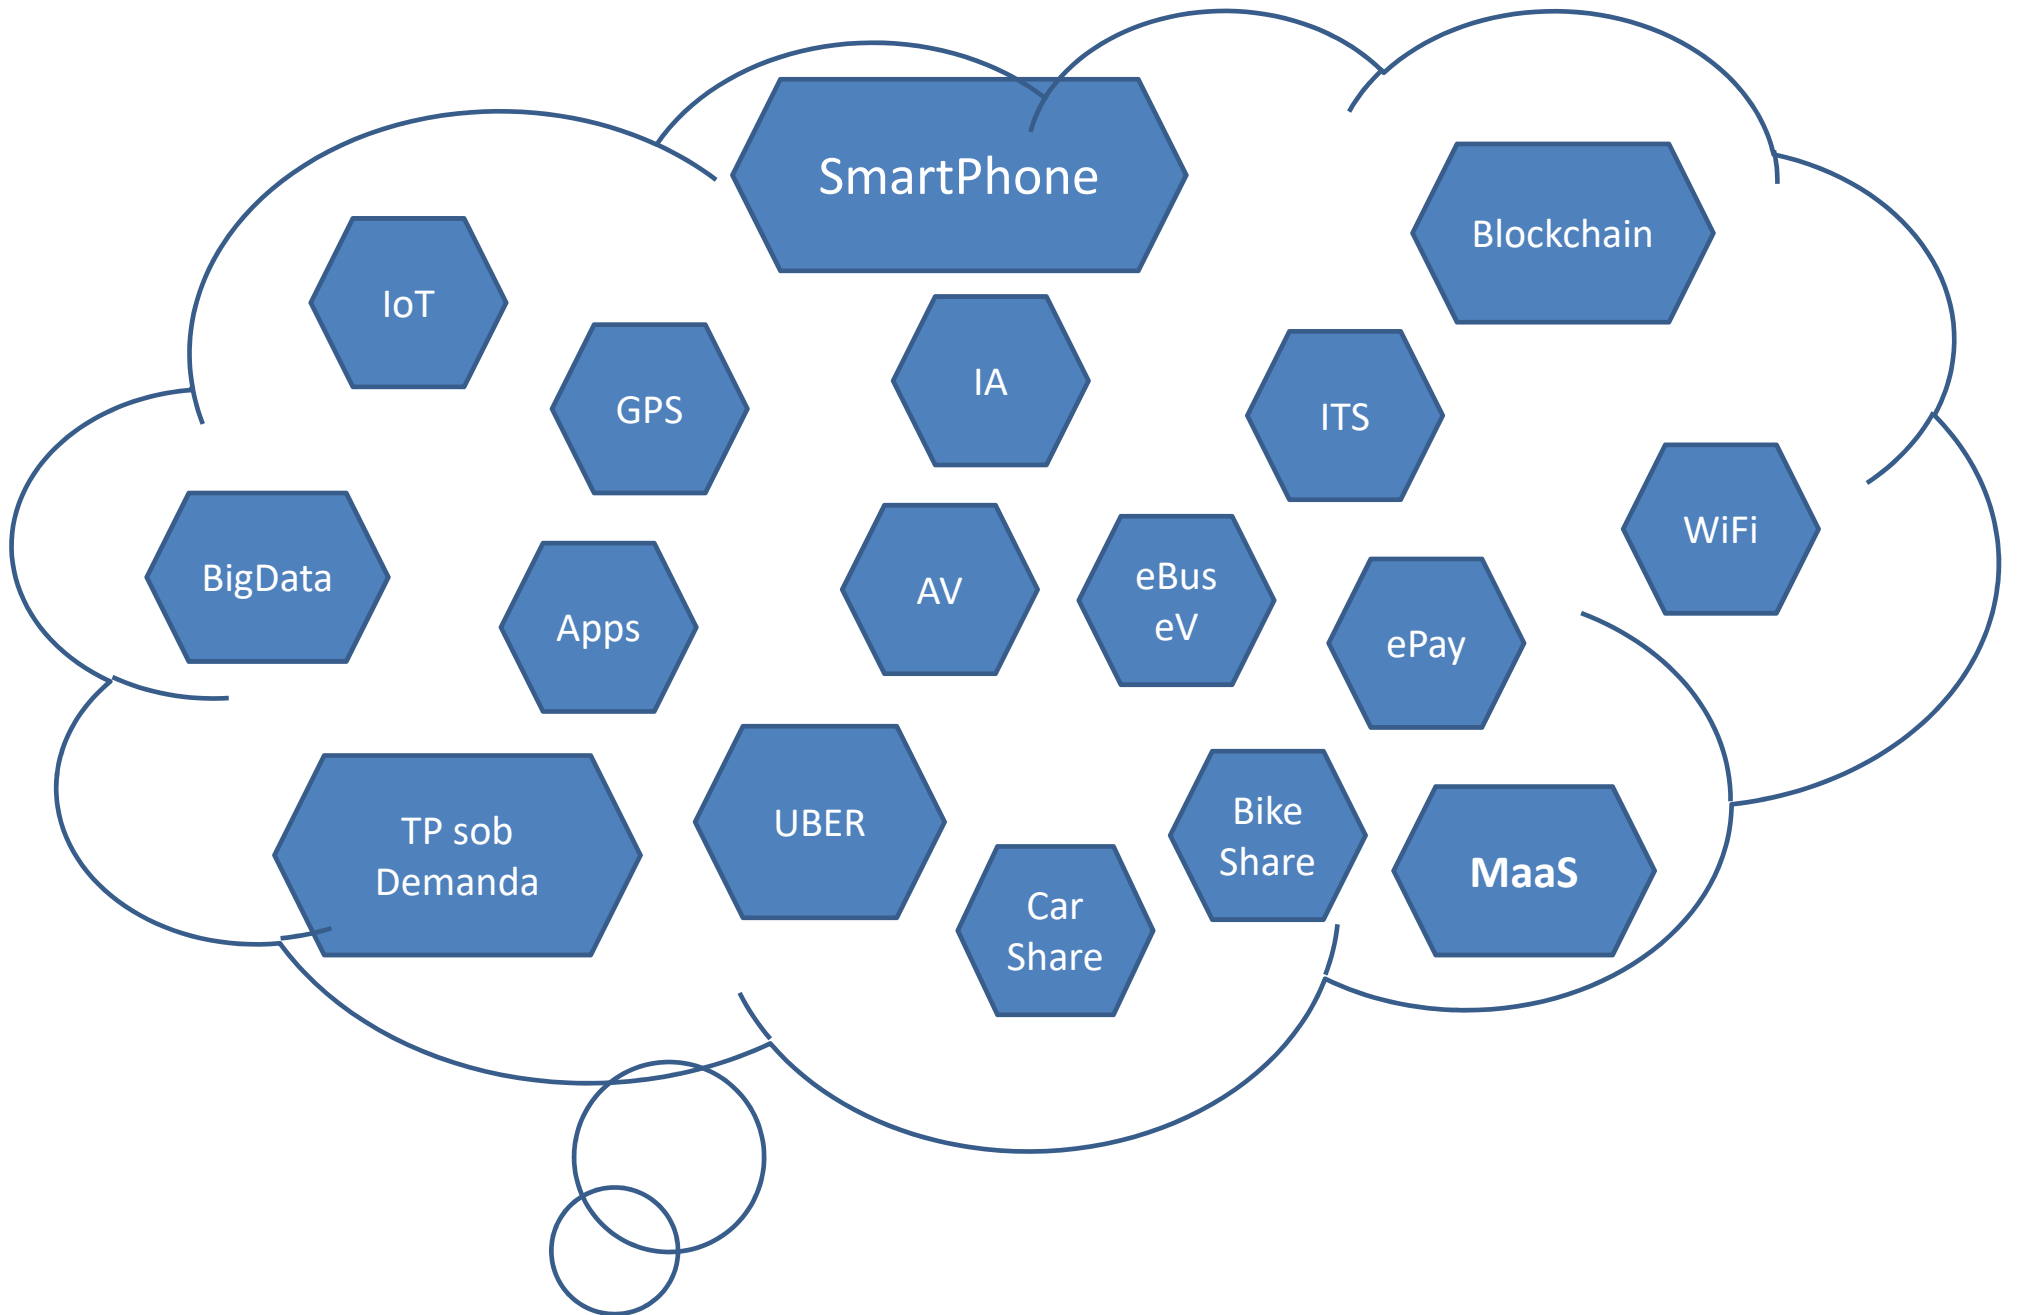 SmartPhone
Blockchain
IoT
IA
GPS
ITS
WiFi
BigData
Apps
AV
eBus
eV
ePay
TP sob
Demanda
UBER
Bike
Share
MaaS
Car
Share